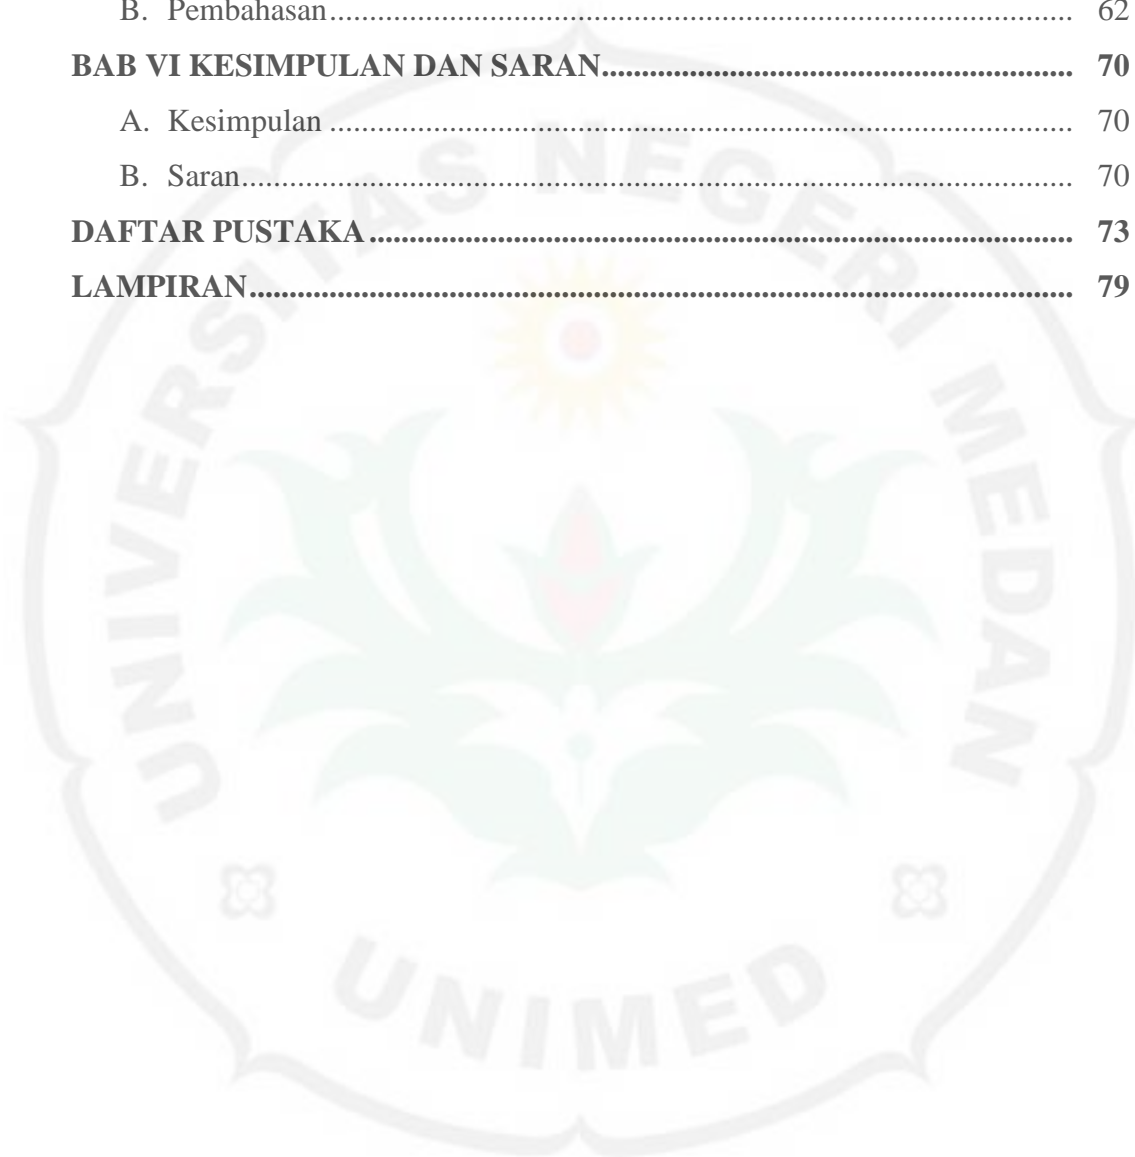 B. Pembahasan.............................................................................................. 62
BAB VI KESIMPULAN DAN SARAN........................................................... 70
A. Kesimpulan .............................................................................................. 70
B. Saran......................................................................................................... 70
DAFTAR PUSTAKA ........................................................................................ 73
LAMPIRAN....................................................................................................... 79
UNIVERSITAS NEGERI MEDAN
UNIMED